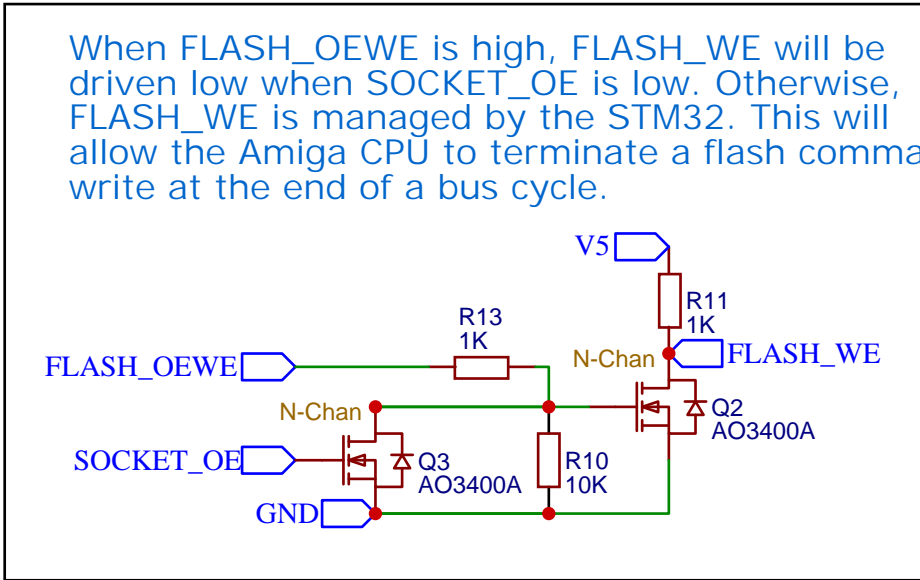 When FLASH_OEWE is high, FLASH_WE will be
driven low when SOCKET_OE is low. Otherwise,
FLASH_WE is managed by the STM32. This will
allow the Amiga CPU to terminate a flash comma
write at the end of a bus cycle.
V5
R11
1K
R13
1K
N-Chan
FLASH_WE
FLASH_OEWE
N-Chan
Q2
AO3400A
SOCKET_OE
Q3
AO3400A
R10
10K
GND